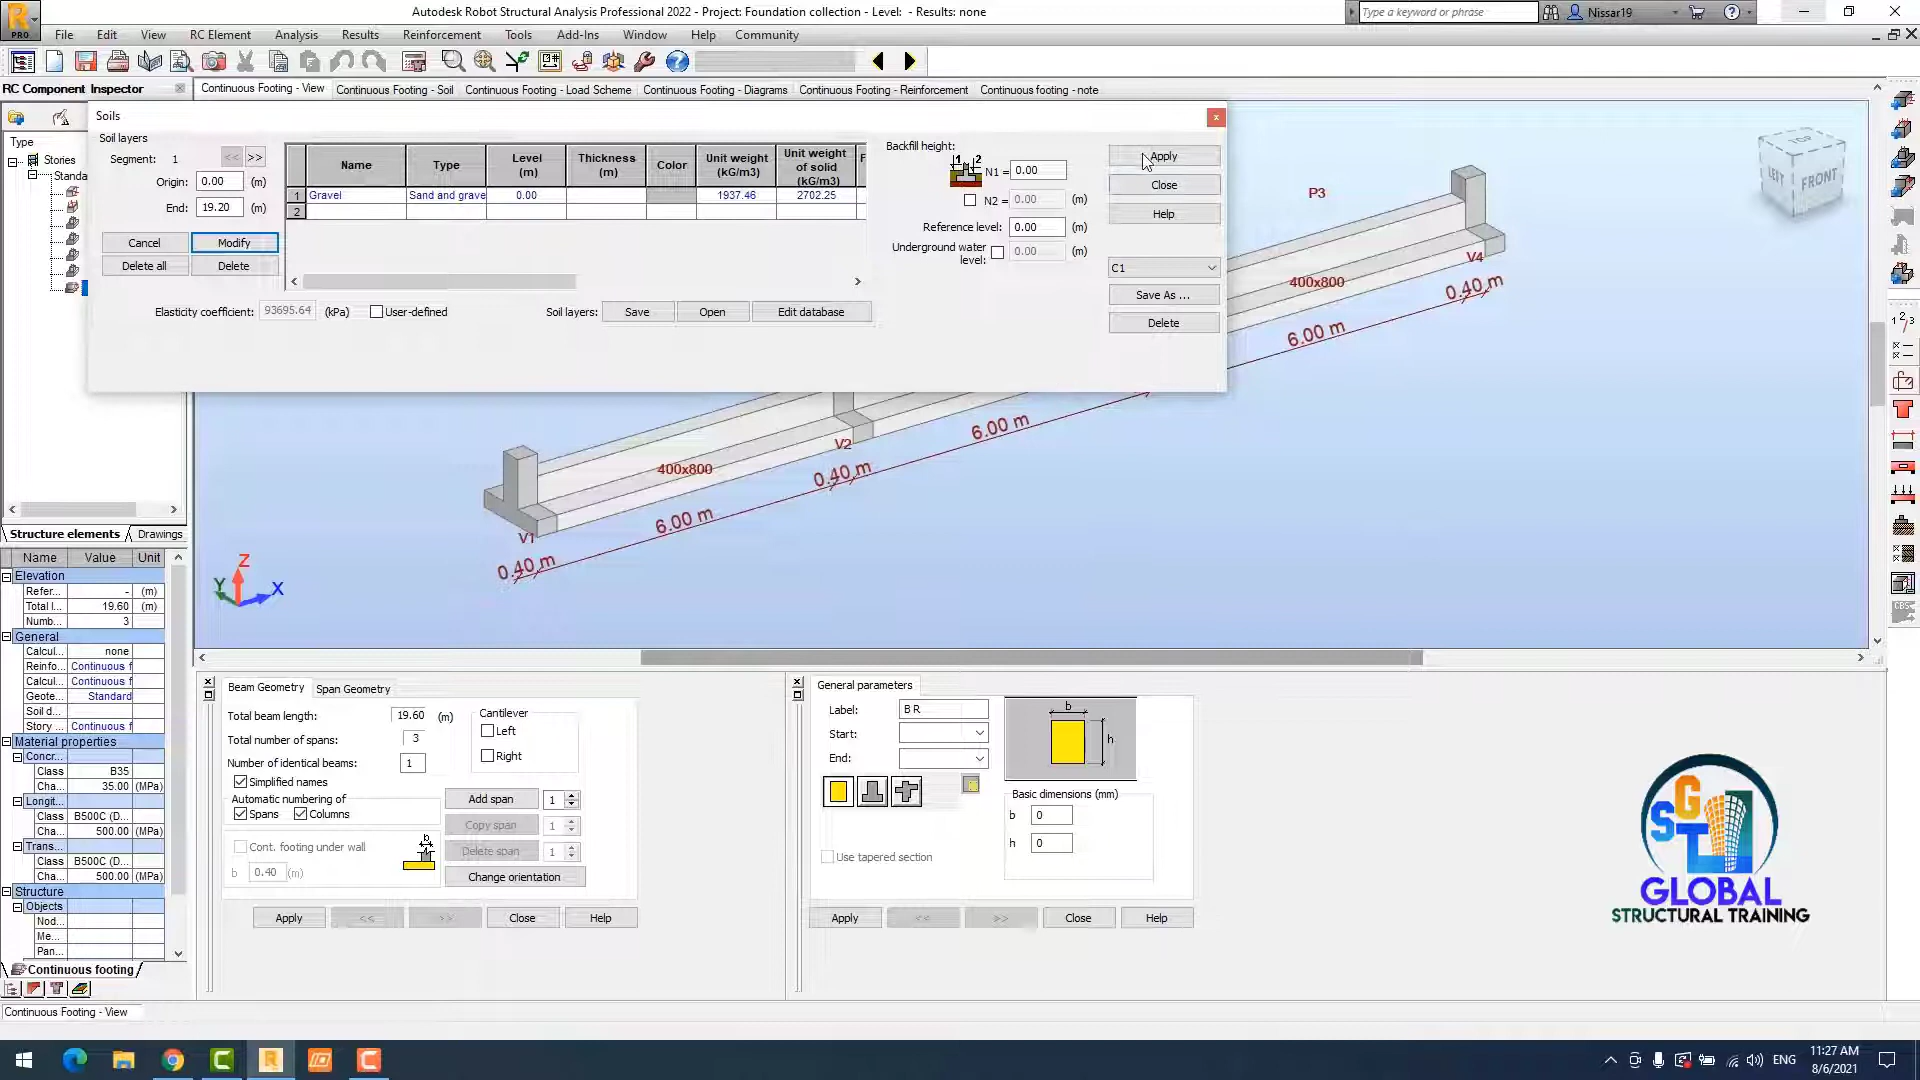 Autodesk Robot Structural Analysis Professional 2022 - Project: Foundation collection - Level:  - Results: none
Type a keyword or phrase
Nissar19
PRO
File Edit View RC Element Analysis Results Reinforcement Tools Add-Ins Window Help Community
RC Component Inspector
Continuous Footing - View
Continuous Footing - Soil
Continuous Footing - Load Scheme
Continuous Footing - Diagrams
Continuous Footing - Reinforcement
Continuous footing - note
Type
Stories
Standa
Soils
Soil layers
Segment: 1 << >>
Origin: 0.00 (m)
End: 19.20 (m)
Cancel Modify
Delete all Delete
Name Type Level (m) Thickness (m) Color Unit weight (kG/m3) Unit weight of solid (kG/m3) F
1 Gravel Sand and grave 0.00 1937.46 2702.25
2
Elasticity coefficient: 93695.64 (kPa) User-defined
Soil layers: Save Open Edit database
Backfill height:
1 2
N1 = 0.00
N2 = 0.00 (m)
Reference level: 0.00 (m)
Underground water level: 0.00 (m)
Apply
Close
Help
C1
Save As ...
Delete
P3
V4
400x800
0.40 m
6.00 m
6.00 m
V2
400x800
0.40 m
6.00 m
V1
0.40 m
TOP
LEFT
FRONT
Z
Y
X
Structure elements Drawings
Name Value Unit
Elevation
Refer... - (m)
Total l... 19.60 (m)
Numb... 3
General
Calcul... none
Reinfo... Continuous f
Calcul... Continuous f
Geote... Standard
Soil d...
Story ... Continuous f
Material properties
Concr...
Class B35
Cha... 35.00 (MPa)
Longit...
Class B500C (D...
Cha... 500.00 (MPa)
Trans...
Class B500C (D...
Cha... 500.00 (MPa)
Structure
Objects
Nod...
Me...
Pan...
Continuous footing
Continuous Footing - View
Beam Geometry Span Geometry
Total beam length: 19.60 (m)
Total number of spans: 3
Number of identical beams: 1
Simplified names
Automatic numbering of
Spans Columns
Cont. footing under wall
b 0.40 (m)
b
Cantilever
Left
Right
Add span 1
Copy span 1
Delete span 1
Change orientation
Apply << >> Close Help
General parameters
Label: B R
Start:
End:
Use tapered section
b
h
Basic dimensions (mm)
b 0
h 0
Apply << >> Close Help
CBS
SGT
GLOBAL
STRUCTURAL TRAINING
ENG
11:27 AM
8/6/2021